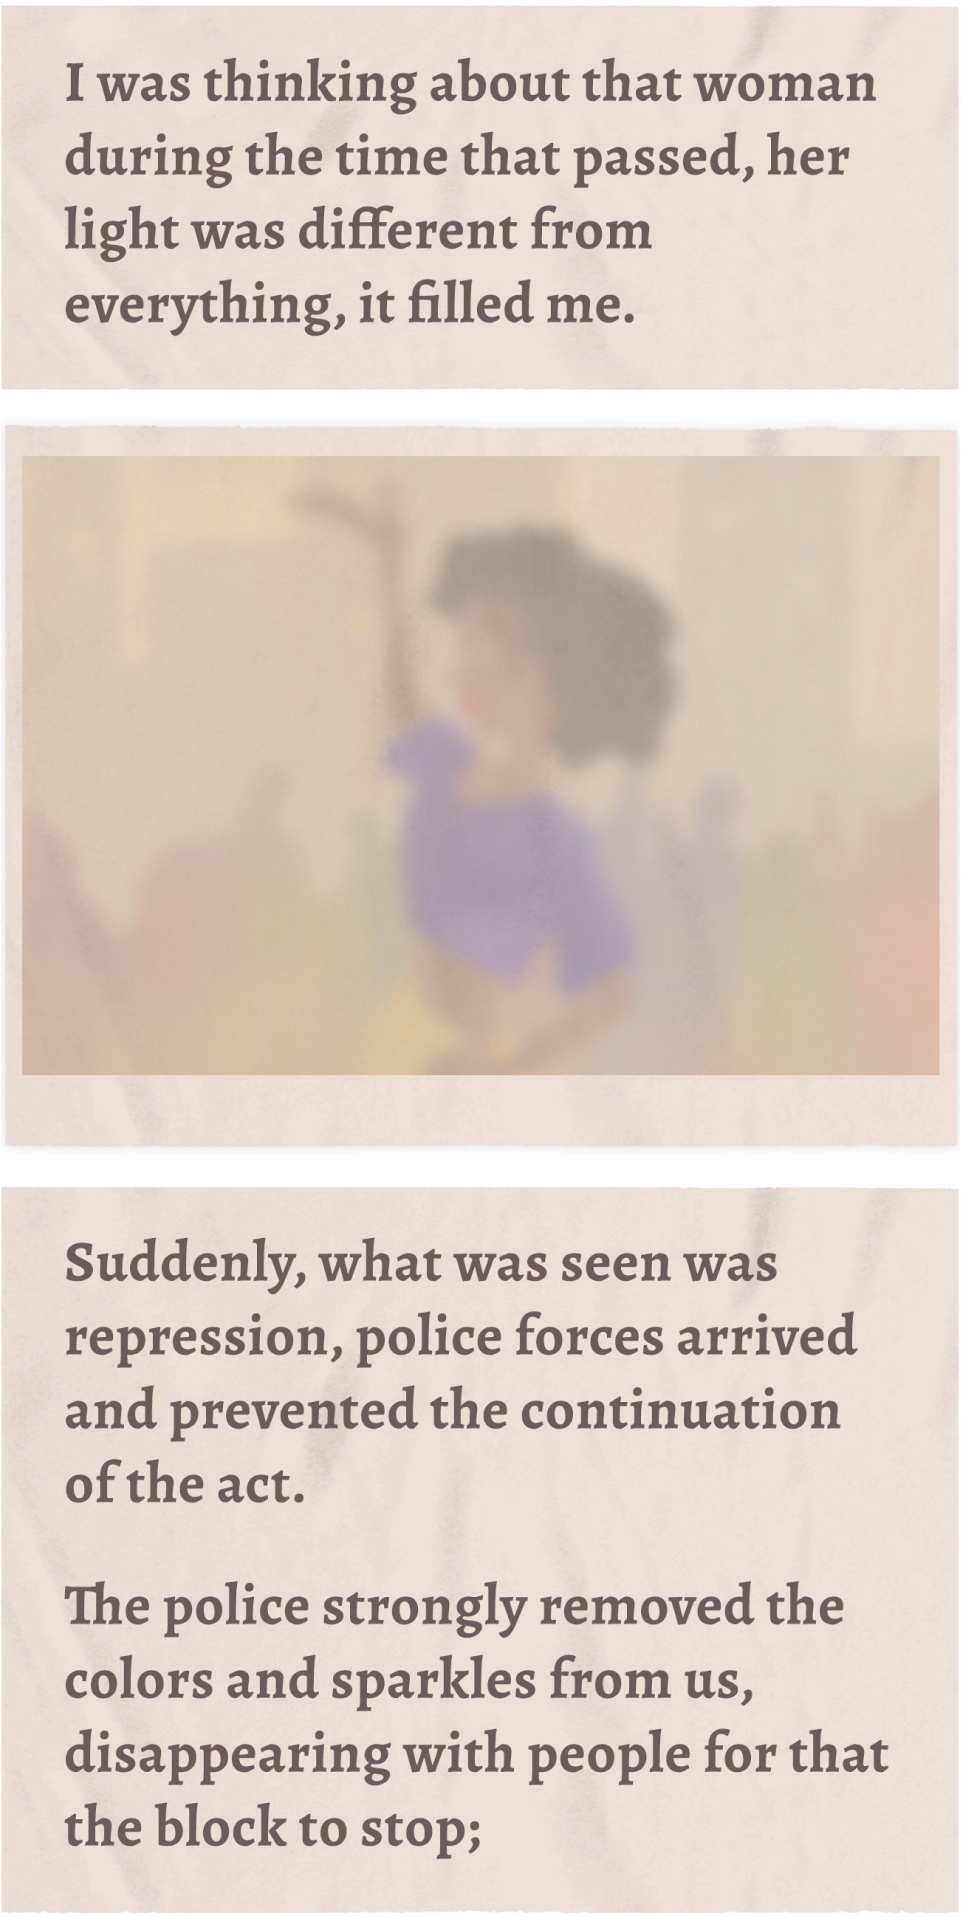 I was thinking about that woman
during the time that passed, her
light was different from
everything, it filled me.
Suddenly, what was seen was
repression, police forces arrived
and prevented the continuation
of the act.
The police strongly removed the
colors and sparkles from us,
disappearing with people for that
the block to stop;